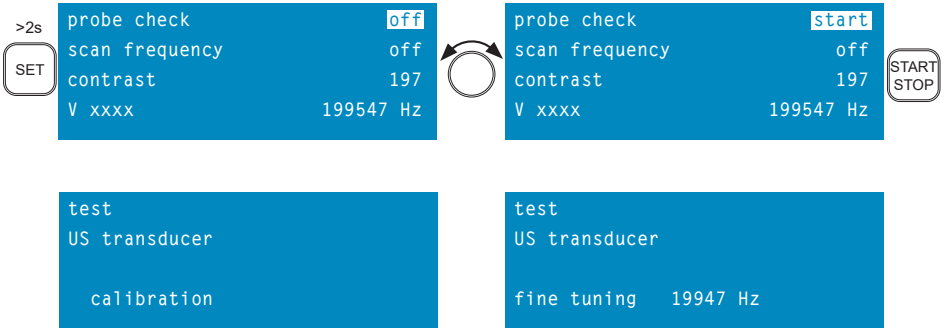 >2s
SET
probe check off
scan frequency off
contrast 197
V xxxx 199547 Hz
probe check start
scan frequency off
contrast 197
V xxxx 199547 Hz
START
STOP
test
US transducer
calibration
test
US transducer
fine tuning 19947 Hz